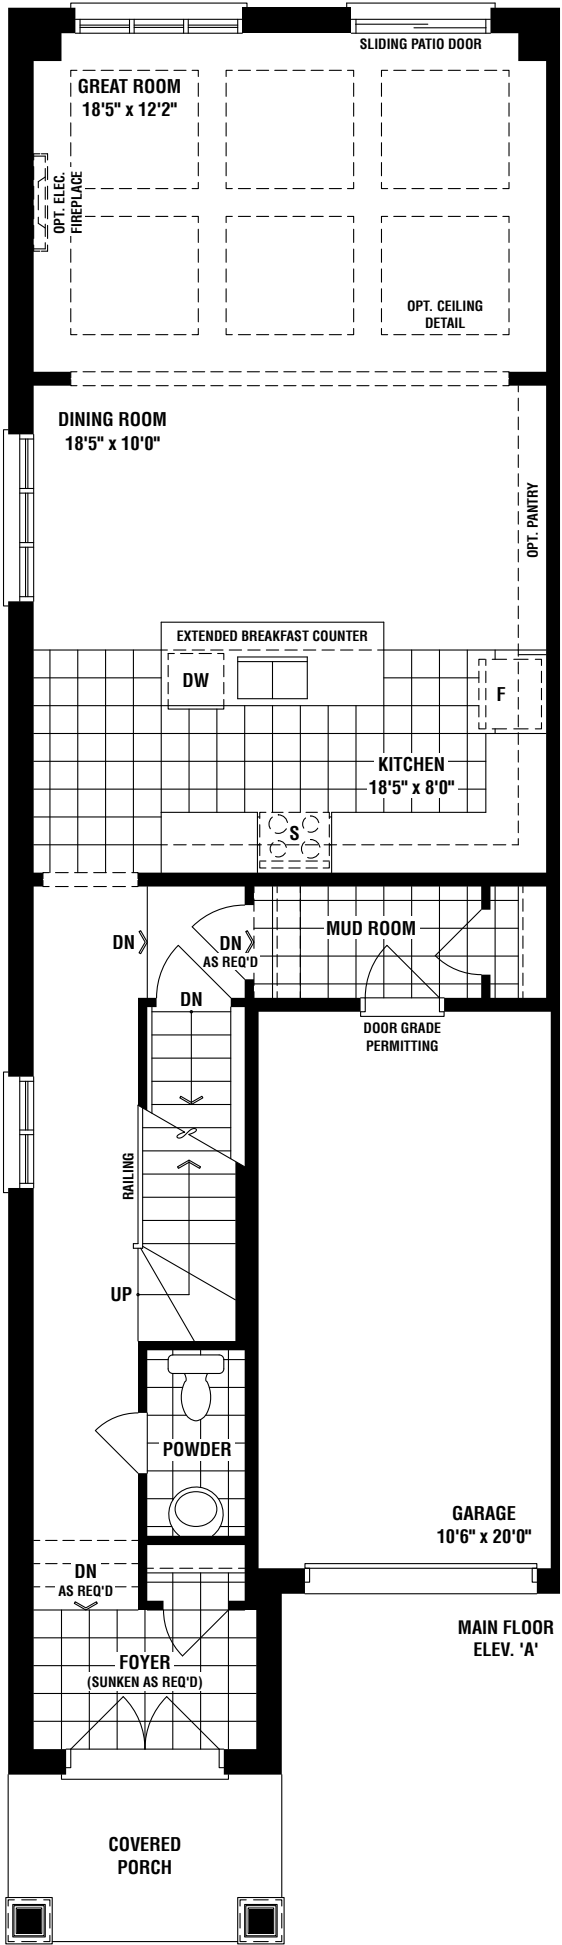 SLIDING PATIO DOOR
GREAT ROOM
18'5" x 12'2"
OPT. ELEC.
FIREPLACE
OPT. CEILING
DETAIL
DINING ROOM
18'5" x 10'0"
OPT. PANTRY
EXTENDED BREAKFAST COUNTER
DW
F
KITCHEN
18'5" x 8'0"
S
MUD ROOM
DN
DN
AS REQ'D
DN
DOOR GRADE
PERMITTING
RAILING
UP
POWDER
GARAGE
10'6" x 20'0"
DN
AS REQ'D
MAIN FLOOR
ELEV. 'A'
FOYER
(SUNKEN AS REQ'D)
COVERED
PORCH